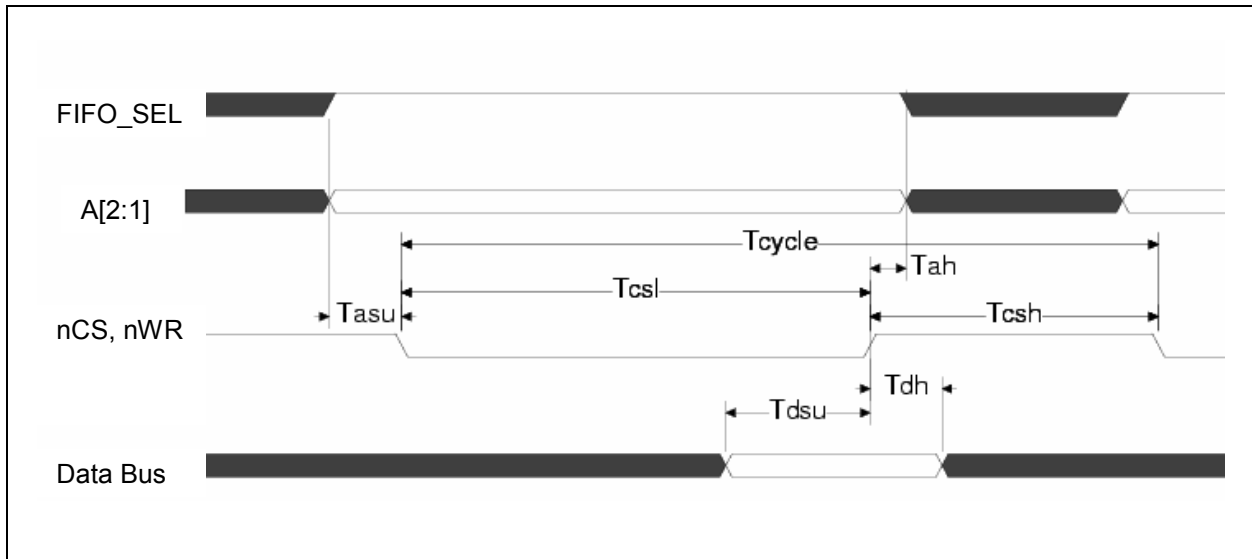 FIFO_SEL
A[2:1]
Tcycle
Tah
Tcsl
Tasu
Tcsh
nCS, nWR
Tdh
Tdsu
Data Bus